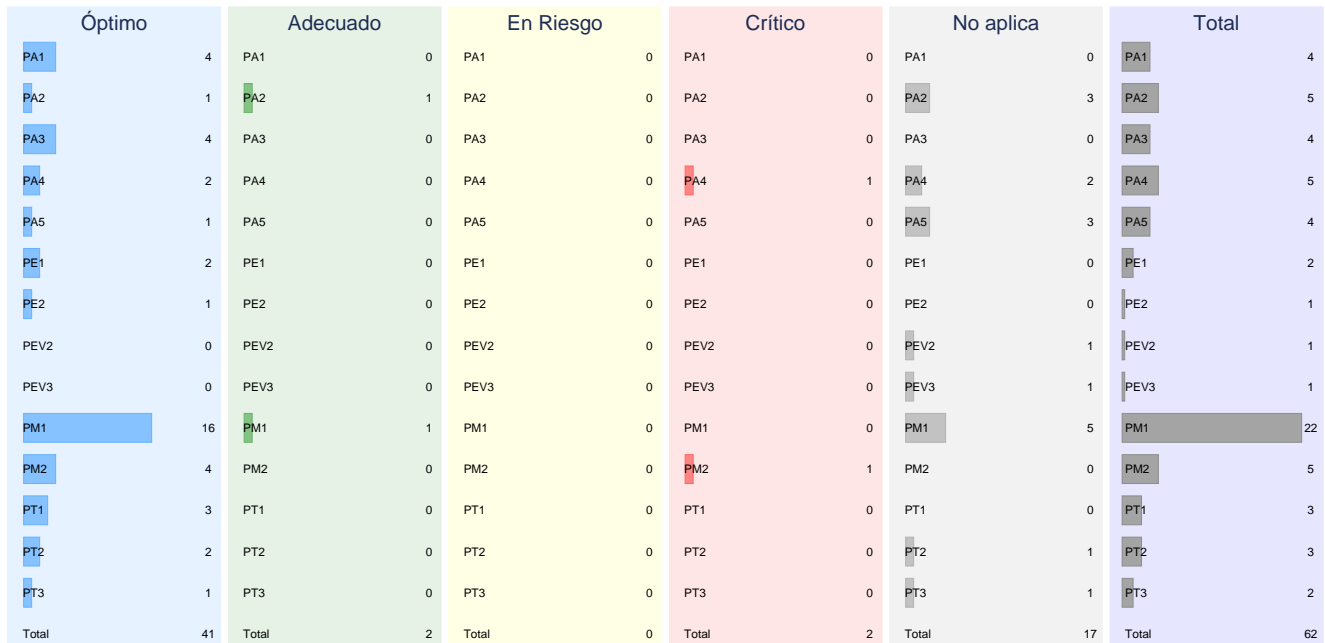 Óptimo Adecuado En Riesgo Crítico No aplica Total
PA1 4 PA1 0 PA1 0 PA1 0 PA1 0 PA1 4
PA2 1 PA2 1 PA2 0 PA2 0 PA2 3 PA2 5
PA3 4 PA3 0 PA3 0 PA3 0 PA3 0 PA3 4
PA4 2 PA4 0 PA4 0 PA4 1 PA4 2 PA4 5
PA5 1 PA5 0 PA5 0 PA5 0 PA5 3 PA5 4
PE1 2 PE1 0 PE1 0 PE1 0 PE1 0 PE1 2
PE2 1 PE2 0 PE2 0 PE2 0 PE2 0 PE2 1
PEV2 0 PEV2 0 PEV2 0 PEV2 0 PEV2 1 PEV2 1
PEV3 0 PEV3 0 PEV3 0 PEV3 0 PEV3 1 PEV3 1
PM1 16 PM1 1 PM1 0 PM1 0 PM1 5 PM1 22
PM2 4 PM2 0 PM2 0 PM2 1 PM2 0 PM2 5
PT1 3 PT1 0 PT1 0 PT1 0 PT1 0 PT1 3
PT2 2 PT2 0 PT2 0 PT2 0 PT2 1 PT2 3
PT3 1 PT3 0 PT3 0 PT3 0 PT3 1 PT3 2
Total 41 Total 2 Total 0 Total 2 Total 17 Total 62